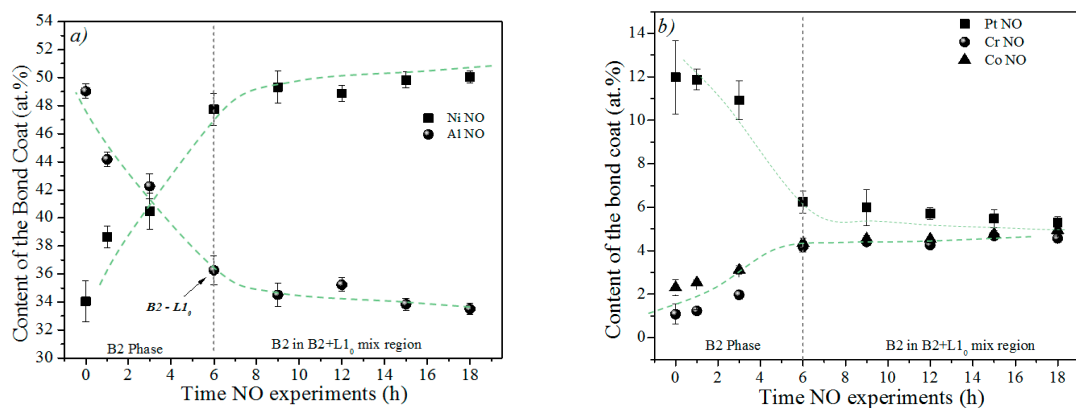 a)
Content of the Bond Coat (at.%)
54
52
50
48
46
44
42
40
38
36
34
32
30
Ni NO
Al NO
B2 - L1₀
B2 Phase
B2 in B2+L1₀ mix region
0 2 4 6 8 10 12 14 16 18
Time NO experiments (h)
b)
Content of the bond coat (at.%)
14
12
10
8
6
4
2
0
Pt NO
Cr NO
Co NO
B2 Phase
B2 in B2+L1₀ mix region
0 2 4 6 8 10 12 14 16 18
Time NO experiments (h)